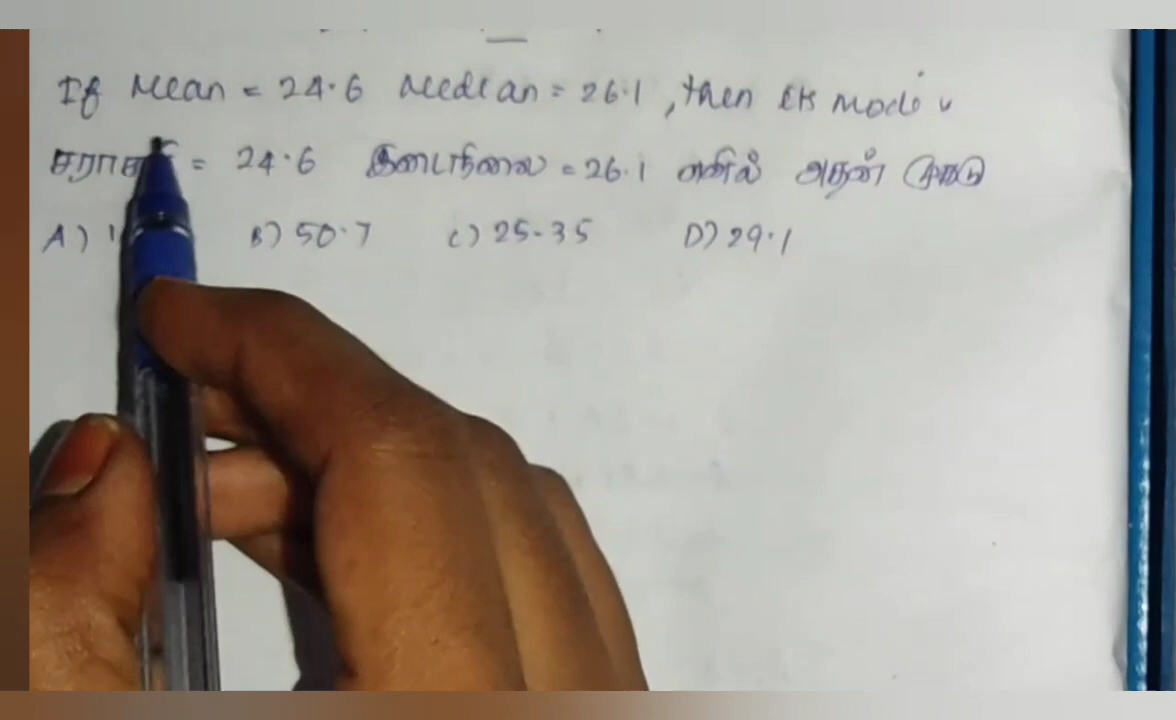 If Mean = 24.6 Median = 26.1, then its mode
= 24.6 இடைநிலை = 26.1 எனில் அதன் முகடு
A) B) 50.7 C) 25.35 D) 29.1